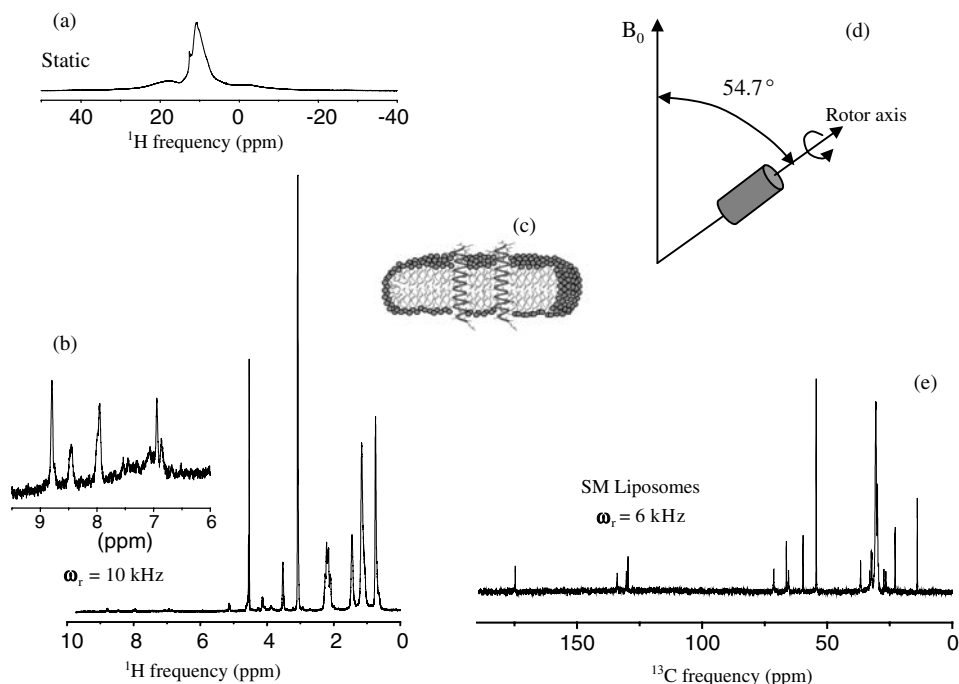 (a)
Static
40 20 0 -20 -40
¹H frequency (ppm)
B₀
(d)
54.7°
Rotor axis
(c)
(b)
9 8 7 6
(ppm)
ωᵣ = 10 kHz
10 8 6 4 2 0
¹H frequency (ppm)
(e)
SM Liposomes
ωᵣ = 6 kHz
150 100 50 0
¹³C frequency (ppm)